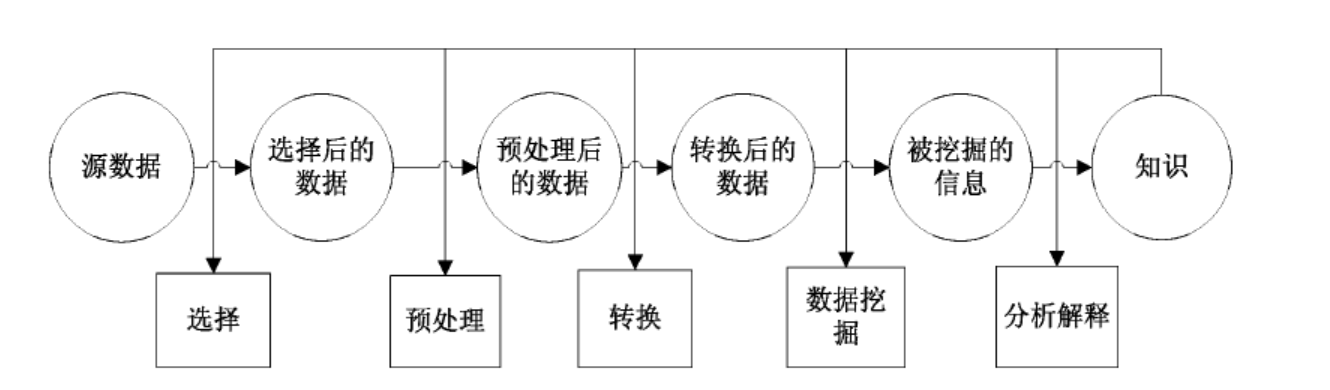 源数据
选择后的
数据
预处理后
的数据
转换后的
数据
被挖掘的
信息
知识
选择
预处理
转换
数据挖
掘
分析解释